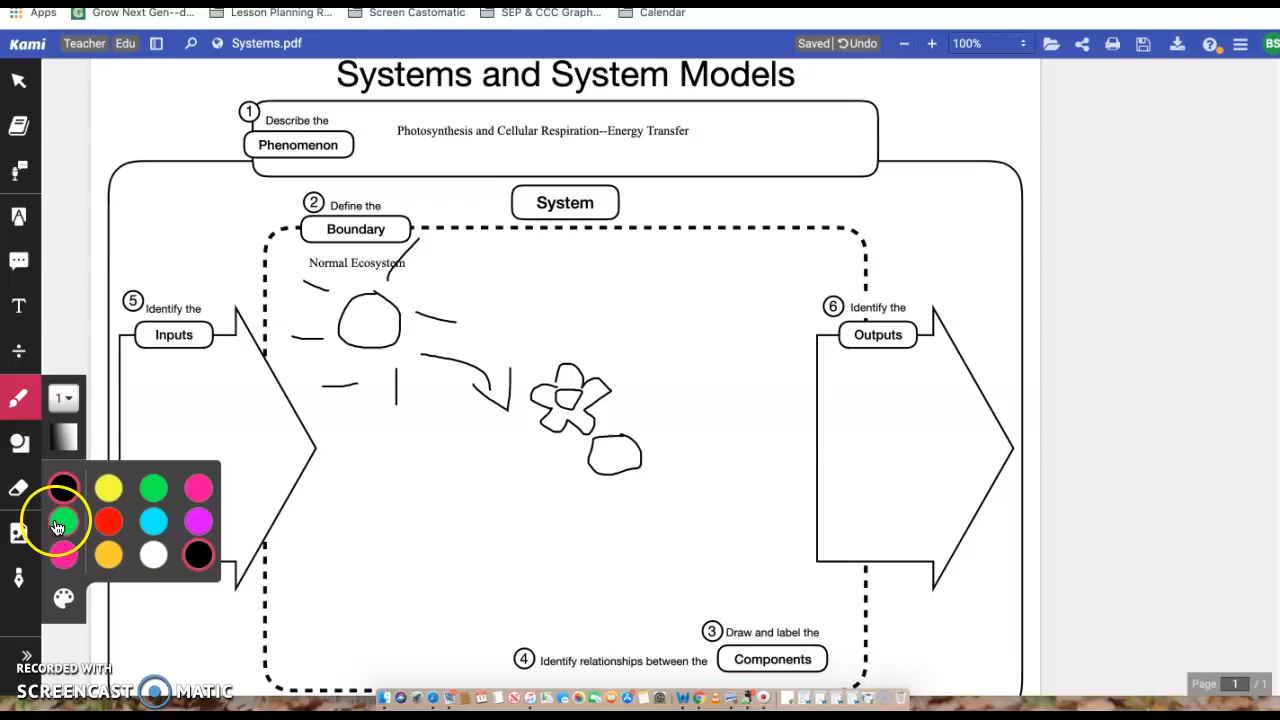 Apps Grow Next Gen--d... Lesson Planning R... Screen Castomatic SEP & CCC Graph... Calendar
Kami Teacher Edu Systems.pdf Saved Undo 100% BS
Systems and System Models
1 Describe the
Phenomenon
Photosynthesis and Cellular Respiration--Energy Transfer
System
2 Define the
Boundary
Normal Ecosystem
5 Identify the
Inputs
6 Identify the
Outputs
1
3 Draw and label the
4 Identify relationships between the Components
RECORDED WITH
SCREENCAST MATIC
Page 1 / 1